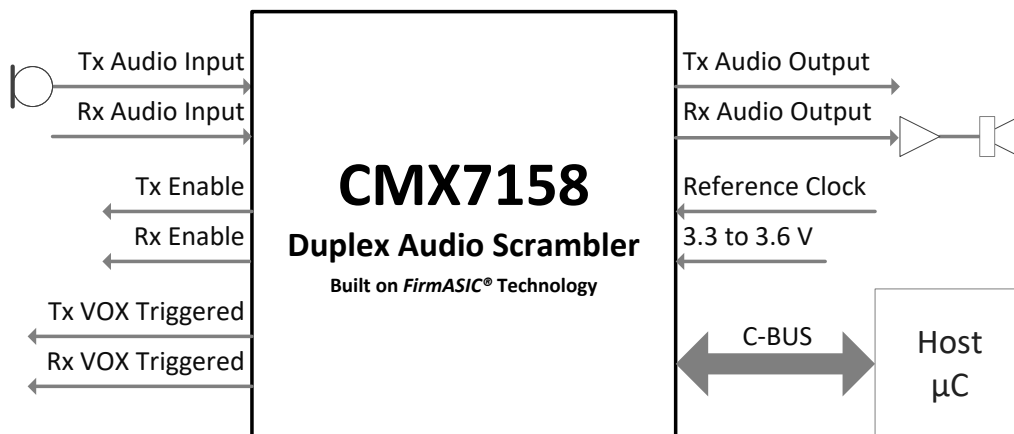 Tx Audio Input
Rx Audio Input
Tx Enable
Rx Enable
Tx VOX Triggered
Rx VOX Triggered
CMX7158
Duplex Audio Scrambler
Built on FirmASIC® Technology
Tx Audio Output
Rx Audio Output
Reference Clock
3.3 to 3.6 V
C-BUS
Host
µC